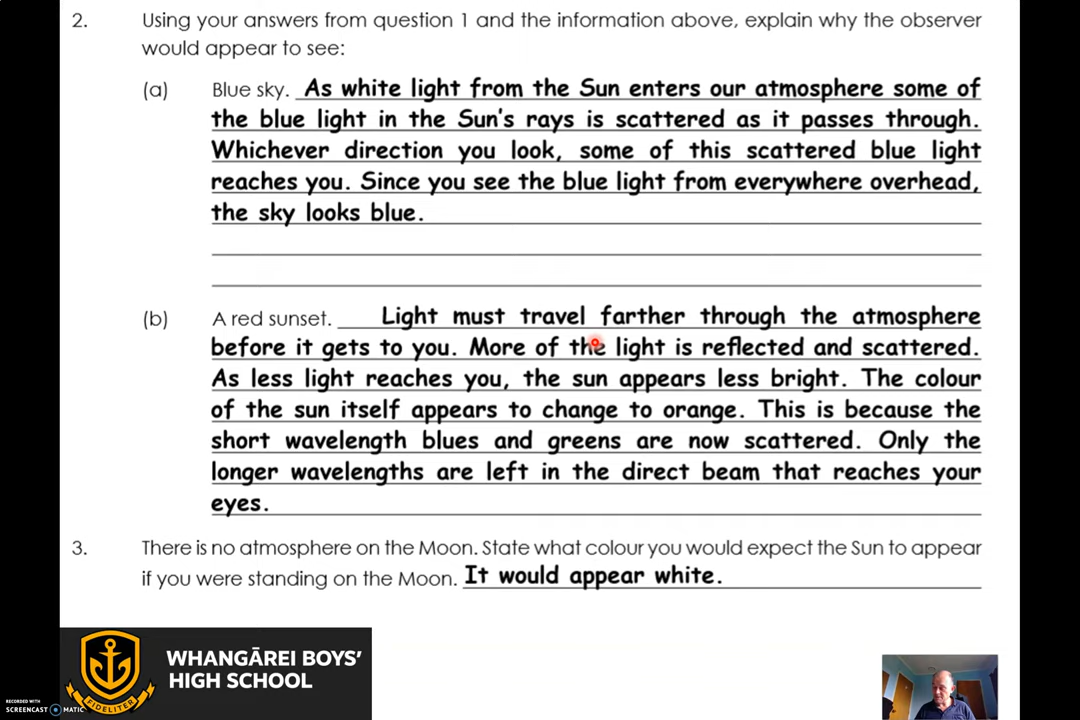 2. Using your answers from question 1 and the information above, explain why the observer
would appear to see:
(a) Blue sky. As white light from the Sun enters our atmosphere some of
the blue light in the Sun's rays is scattered as it passes through.
Whichever direction you look, some of this scattered blue light
reaches you. Since you see the blue light from everywhere overhead,
the sky looks blue.
(b) A red sunset. Light must travel farther through the atmosphere
before it gets to you. More of the light is reflected and scattered.
As less light reaches you, the sun appears less bright. The colour
of the sun itself appears to change to orange. This is because the
short wavelength blues and greens are now scattered. Only the
longer wavelengths are left in the direct beam that reaches your
eyes.
3. There is no atmosphere on the Moon. State what colour you would expect the Sun to appear
if you were standing on the Moon. It would appear white.
FIDELITER
WHANGĀREI BOYS'
HIGH SCHOOL
RECORDED WITH
SCREENCAST MATIC